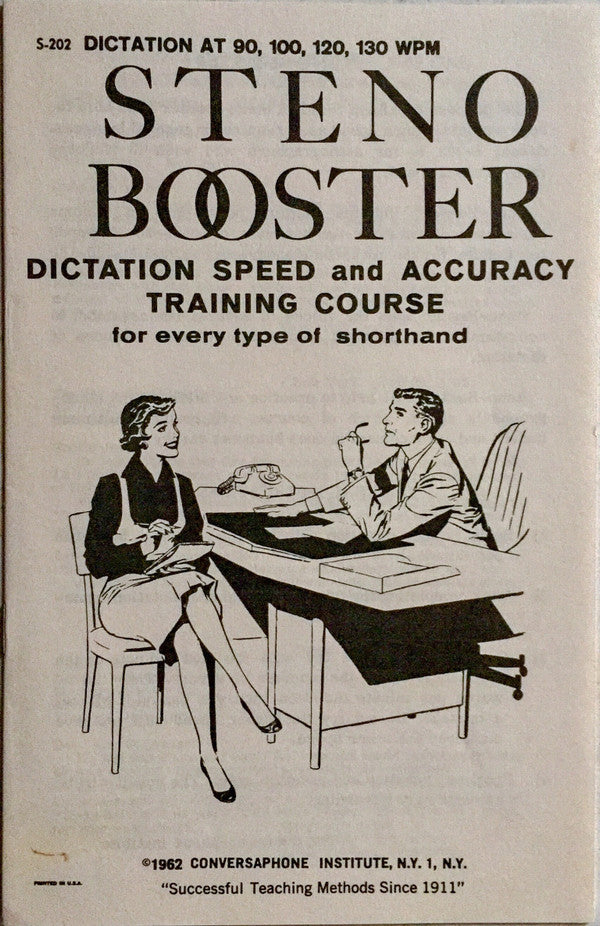 S-202 DICTATION AT 90, 100, 120, 130 WPM
STENO
BOOSTER
DICTATION SPEED and ACCURACY
TRAINING COURSE
for every type of shorthand
©1962 CONVERSAPHONE INSTITUTE, N.Y. 1, N.Y.
PRINTED IN U.S.A.
"Successful Teaching Methods Since 1911"